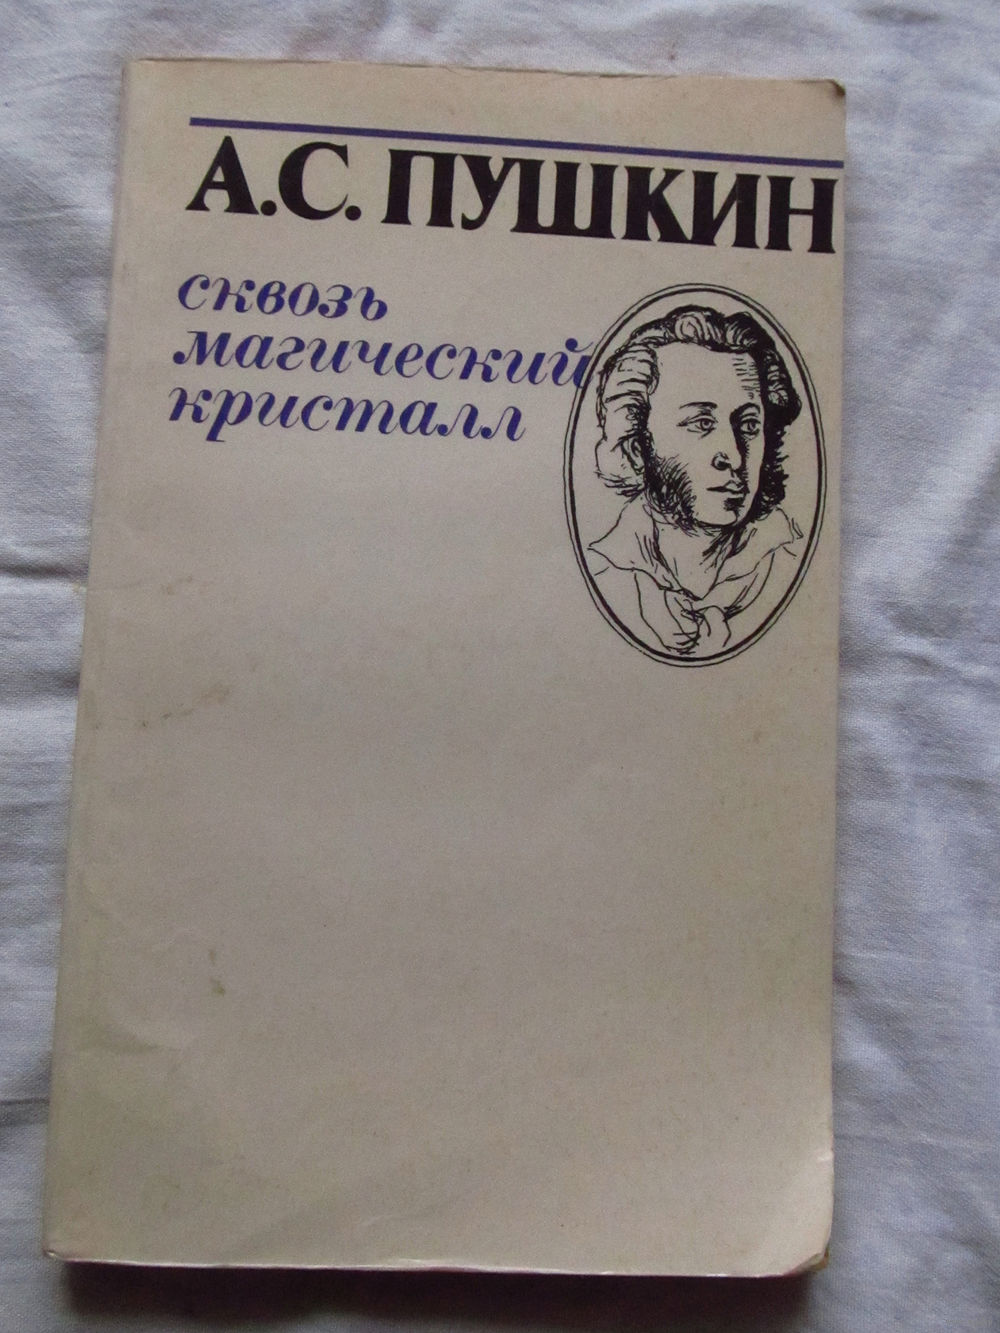 А.С. ПУШКИН
сквозь
магический
кристалл